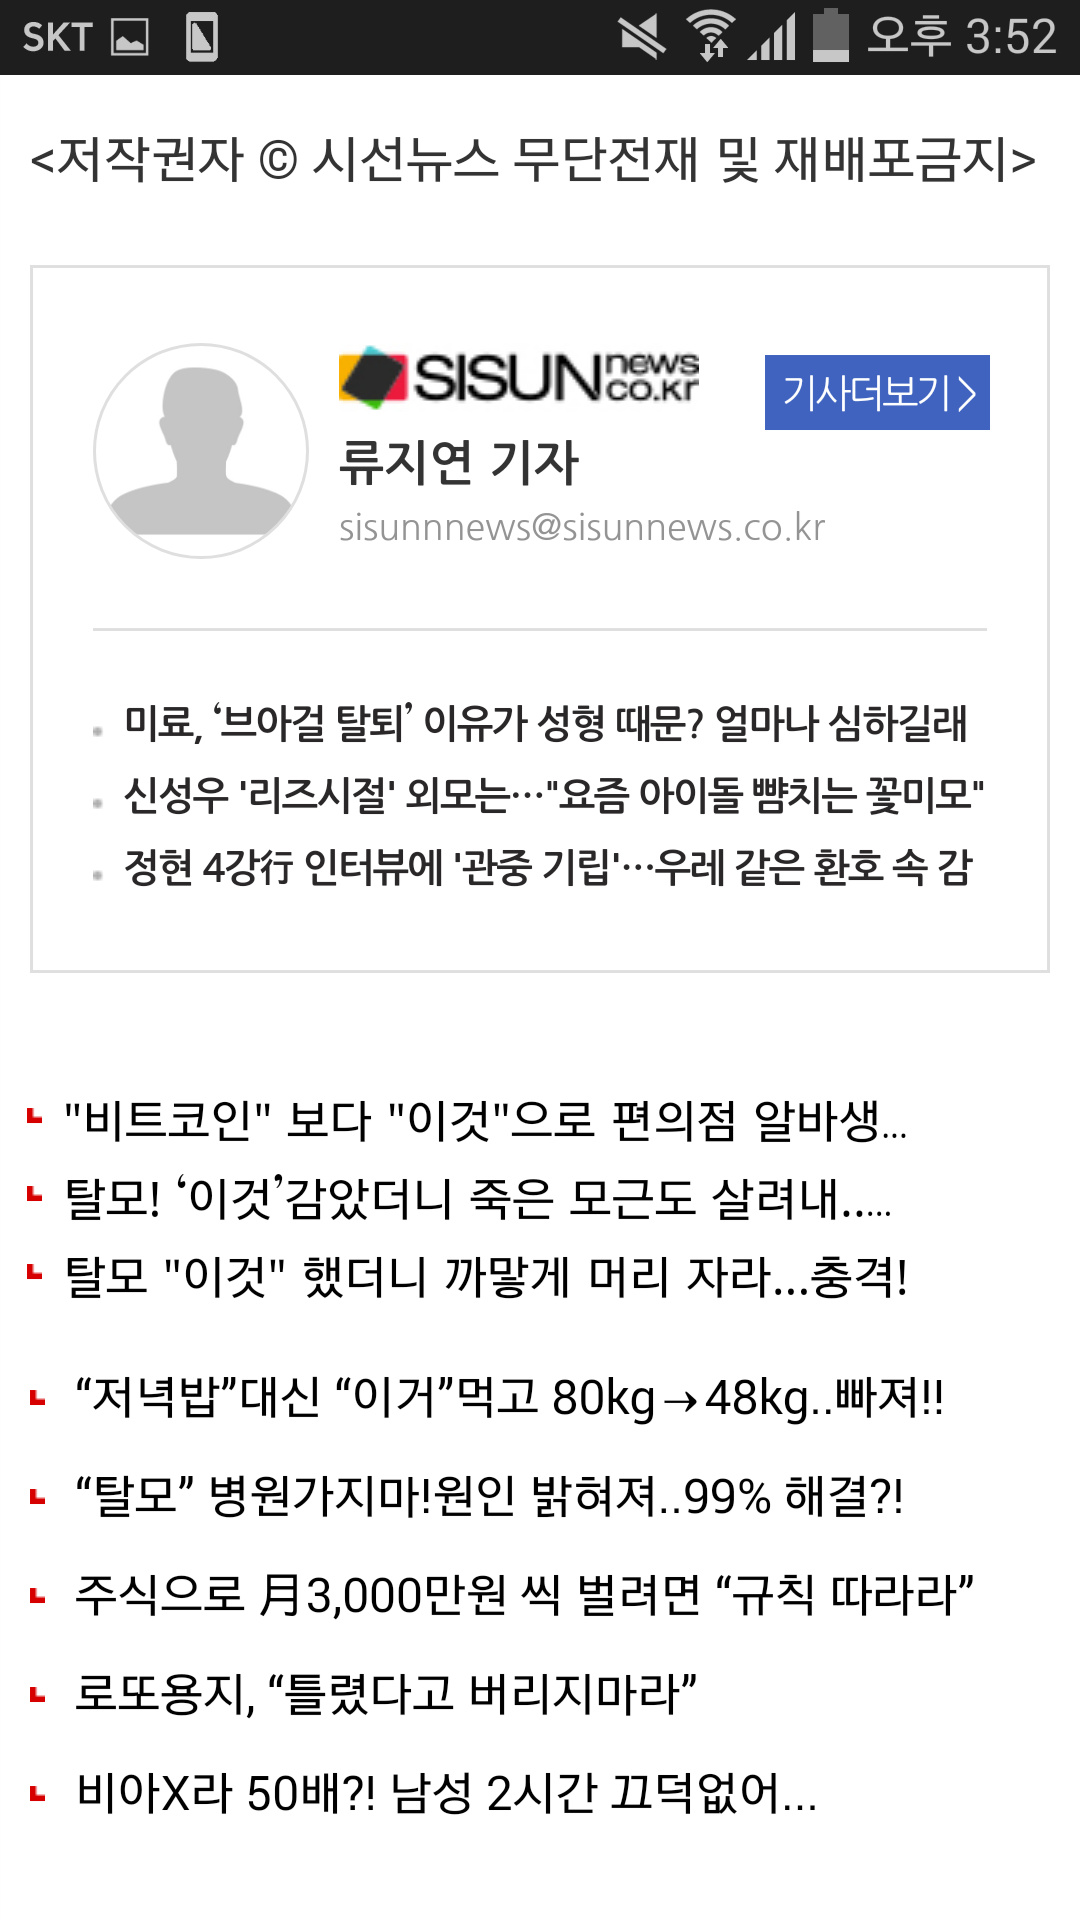 SKT 오후 3:52
<저작권자 © 시선뉴스 무단전재 및 재배포금지>
SISUN news co.kr
기사더보기 >
류지연 기자
sisunnnews@sisunnews.co.kr
미료, ‘브아걸 탈퇴’ 이유가 성형 때문? 얼마나 심하길래
신성우 '리즈시절' 외모는…"요즘 아이돌 뺨치는 꽃미모"
정현 4강行 인터뷰에 '관중 기립'…우레 같은 환호 속 감
"비트코인" 보다 "이것"으로 편의점 알바생...
탈모! ‘이것’감았더니 죽은 모근도 살려내.....
탈모 "이것" 했더니 까맣게 머리 자라...충격!
“저녁밥”대신 “이거”먹고 80kg→48kg..빠져!!
“탈모” 병원가지마!원인 밝혀져..99% 해결?!
주식으로 月3,000만원 씩 벌려면 “규칙 따라라”
로또용지, “틀렸다고 버리지마라”
비아X라 50배?! 남성 2시간 끄덕없어...